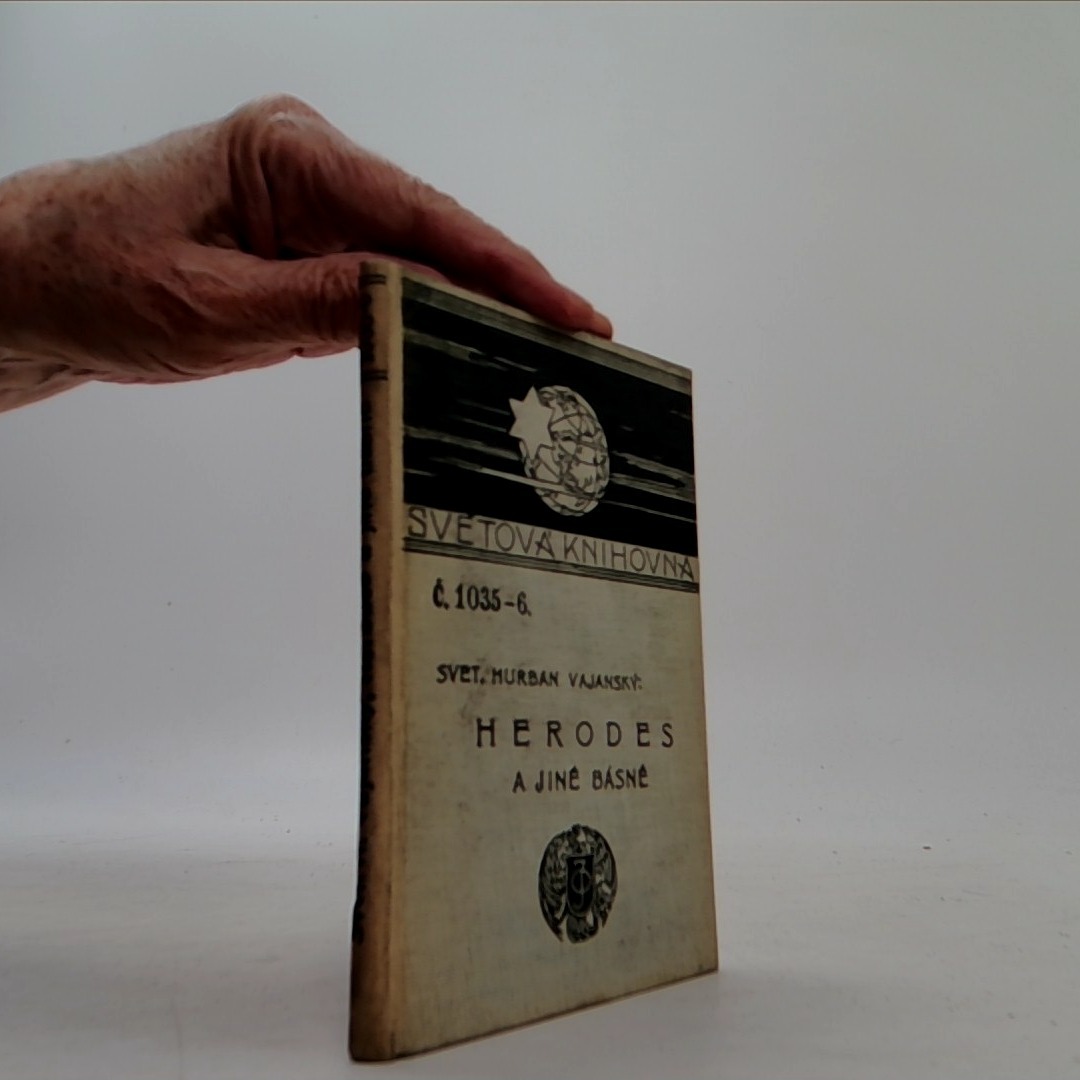 SVĚTOVÁ KNIHOVNA
Č. 1035-6.
SVET. HURBAN VAJANSKÝ:
HERODES
A JINÉ BÁSNĚ